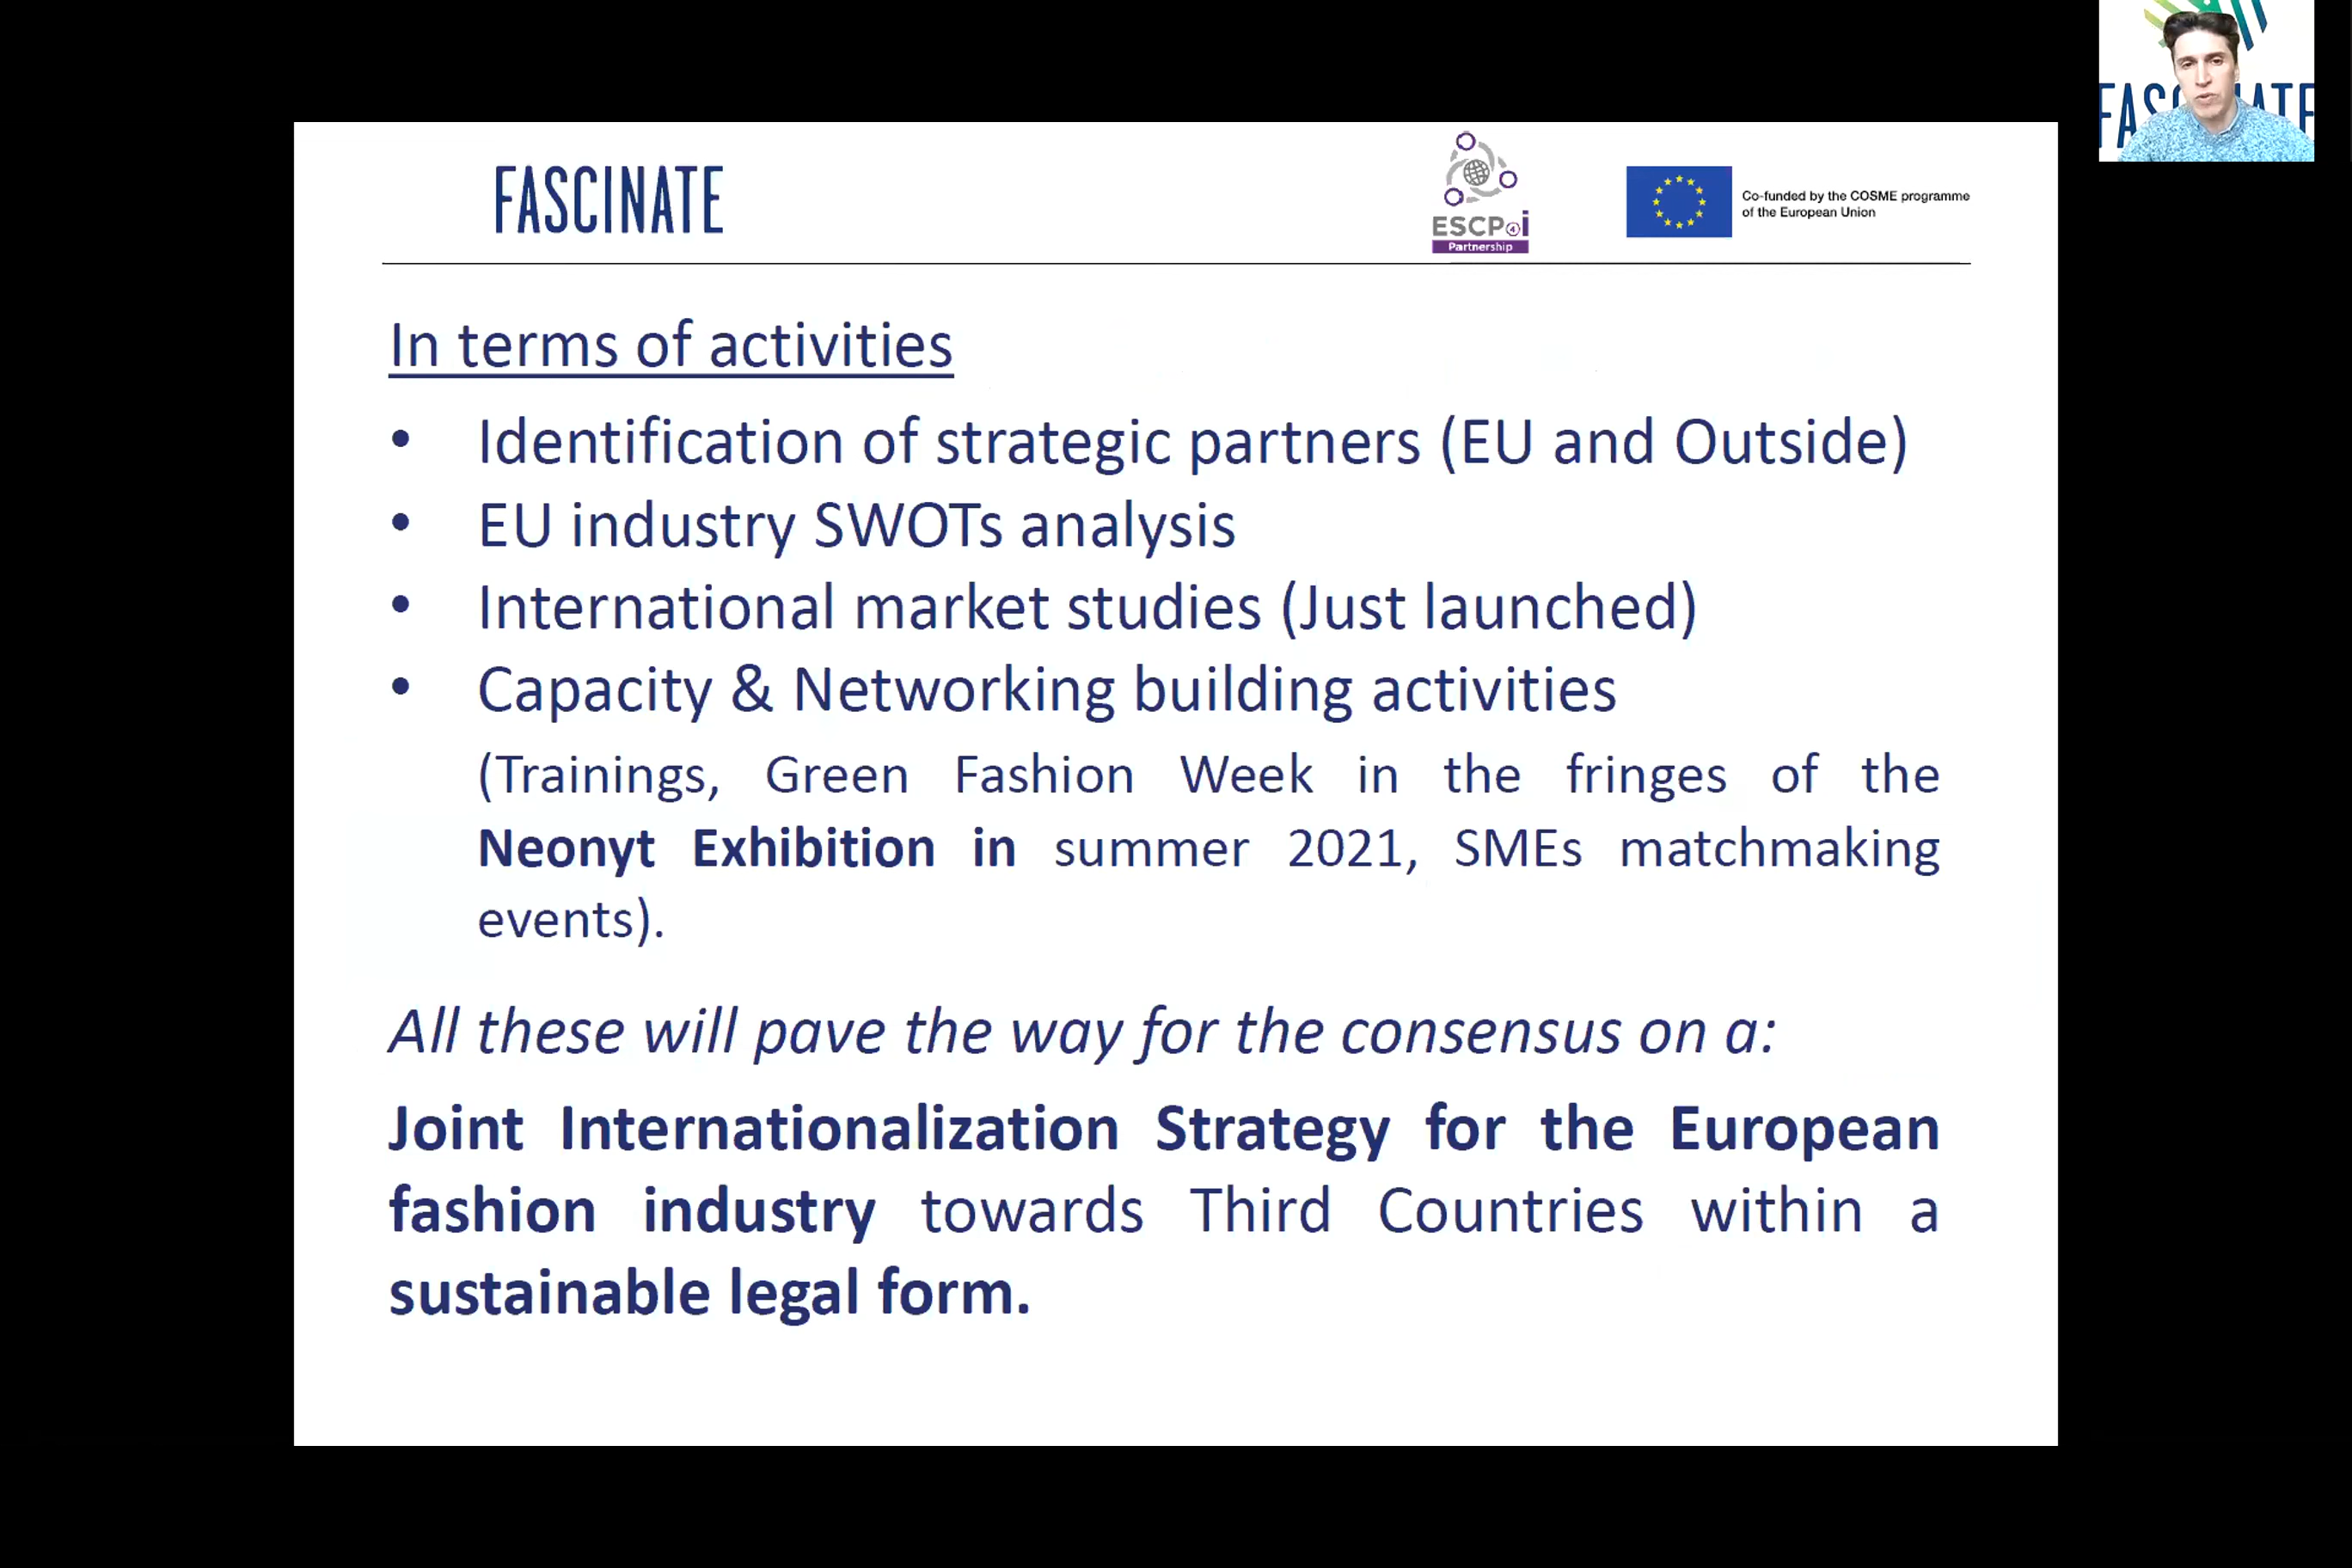 FASCINATE
ESCP4i
Partnership
Co-funded by the COSME programme
of the European Union
In terms of activities
• Identification of strategic partners (EU and Outside)
• EU industry SWOTs analysis
• International market studies (Just launched)
• Capacity & Networking building activities
(Trainings, Green Fashion Week in the fringes of the
Neonyt Exhibition in summer 2021, SMEs matchmaking
events).
All these will pave the way for the consensus on a:
Joint Internationalization Strategy for the European
fashion industry towards Third Countries within a
sustainable legal form.